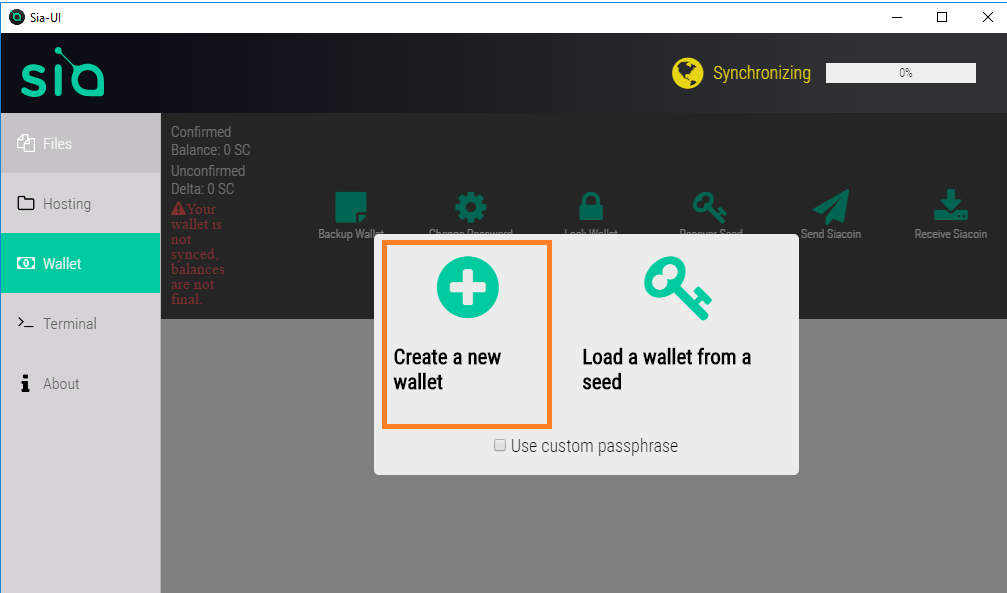 Sia-UI
sia
Synchronizing
0%
Files
Hosting
Wallet
Terminal
About
Confirmed
Balance: 0 SC
Unconfirmed
Delta: 0 SC
Your
wallet is
not
synced,
balances
are not
final.
Backup Wallet
Change Password
Lock Wallet
Recover Seed
Send Siacoin
Receive Siacoin
Create a new
wallet
Load a wallet from a
seed
Use custom passphrase